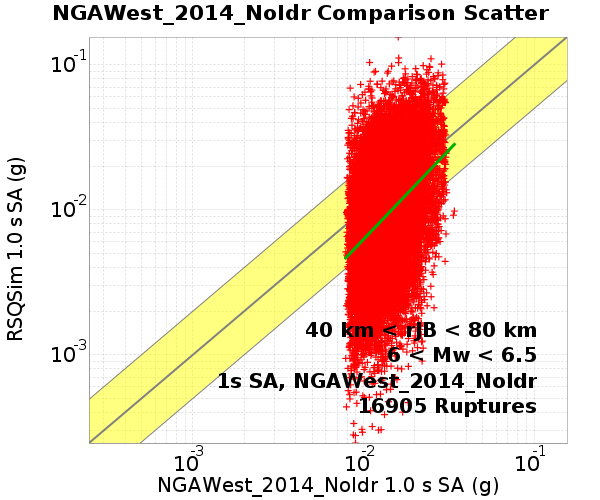 NGAWest_2014_NoIdr Comparison Scatter
RSQSim 1.0 s SA (g)
10-1
10-2
10-3
40 km < rJB < 80 km
6 < Mw < 6.5
1s SA, NGAWest_2014_NoIdr
16905 Ruptures
10-3
10-2
10-1
NGAWest_2014_NoIdr 1.0 s SA (g)